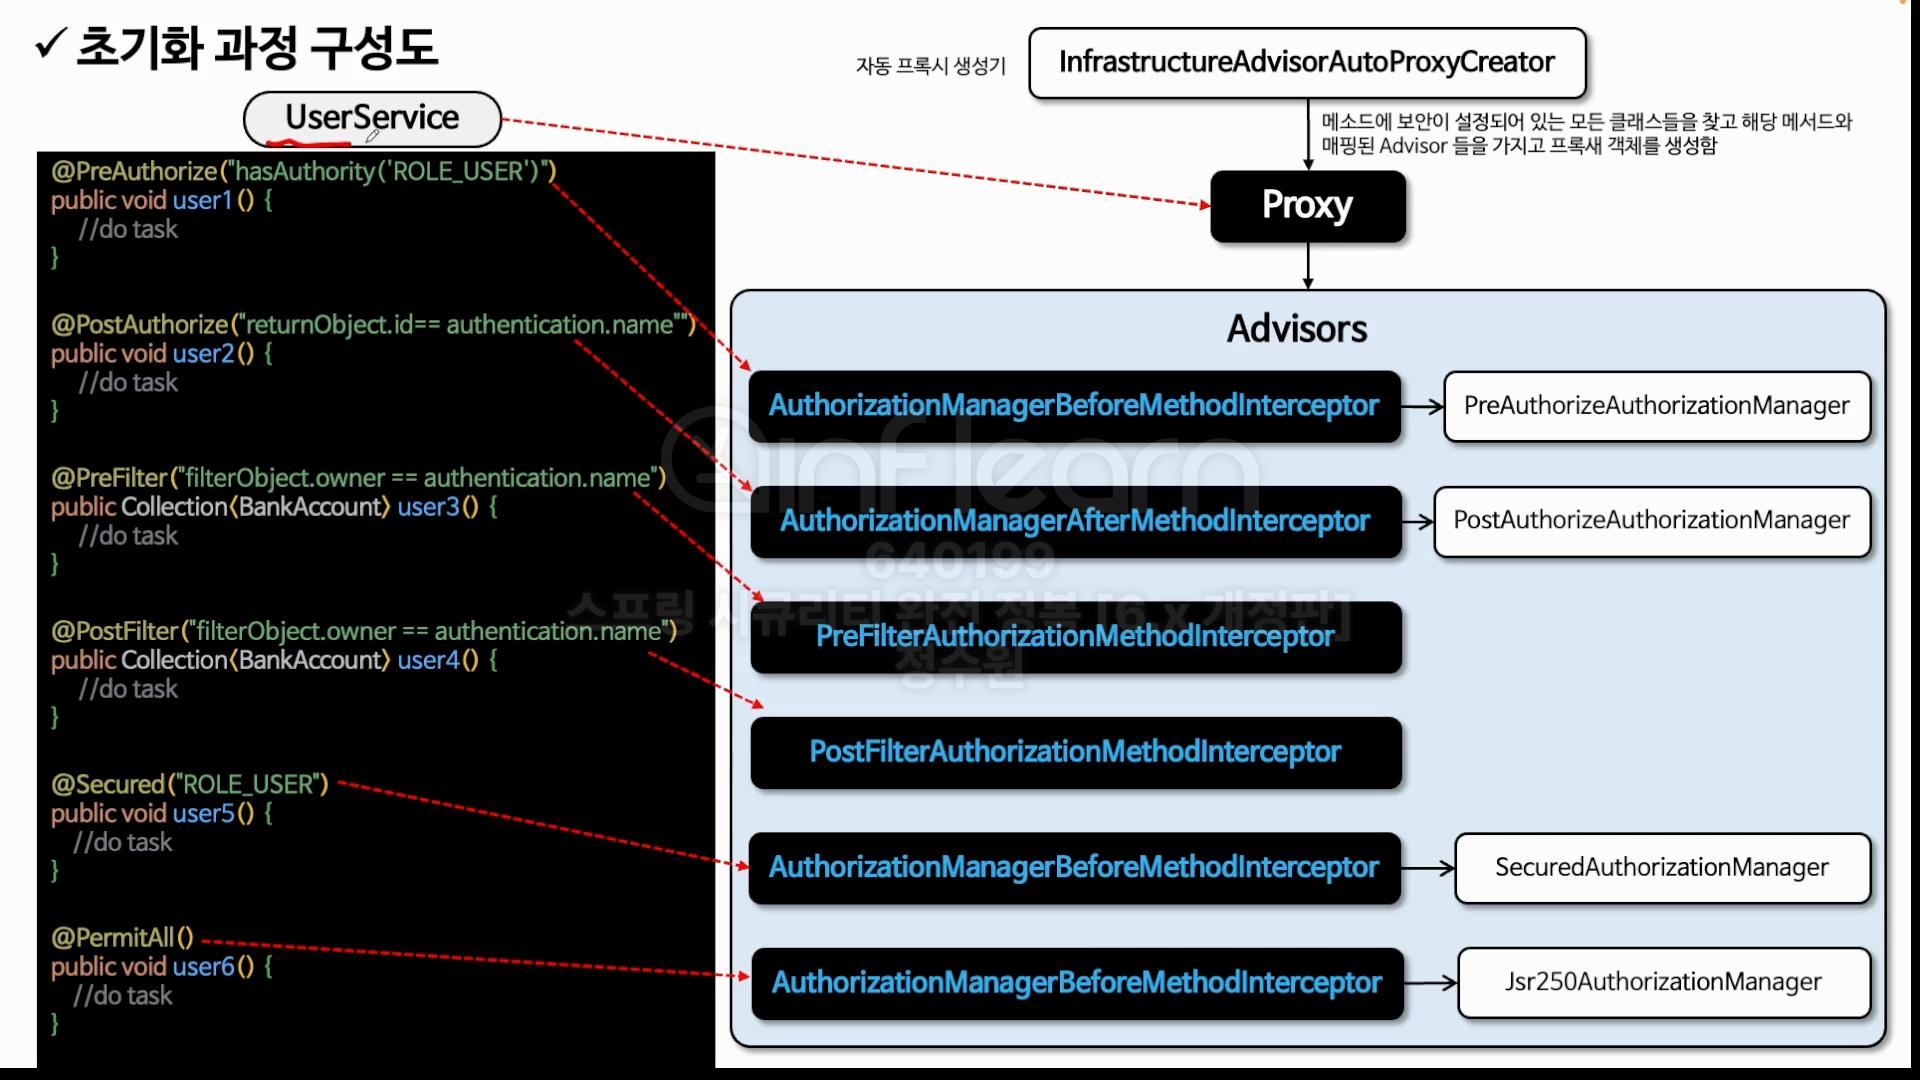 ✓ 초기화 과정 구성도
UserService
@PreAuthorize("hasAuthority('ROLE_USER')")
public void user1() {
//do task
}
@PostAuthorize("returnObject.id== authentication.name"")
public void user2() {
//do task
}
@PreFilter("filterObject.owner == authentication.name")
public Collection〈BankAccount〉 user3() {
//do task
}
@PostFilter("filterObject.owner == authentication.name")
public Collection〈BankAccount〉 user4() {
//do task
}
@Secured("ROLE_USER")
public void user5() {
//do task
}
@PermitAll()
public void user6() {
//do task
}
자동 프록시 생성기
InfrastructureAdvisorAutoProxyCreator
메소드에 보안이 설정되어 있는 모든 클래스들을 찾고 해당 메서드와
매핑된 Advisor 들을 가지고 프록새 객체를 생성함
Proxy
Advisors
AuthorizationManagerBeforeMethodInterceptor
PreAuthorizeAuthorizationManager
AuthorizationManagerAfterMethodInterceptor
PostAuthorizeAuthorizationManager
PreFilterAuthorizationMethodInterceptor
PostFilterAuthorizationMethodInterceptor
AuthorizationManagerBeforeMethodInterceptor
SecuredAuthorizationManager
AuthorizationManagerBeforeMethodInterceptor
Jsr250AuthorizationManager
inflearn
640199
스프링 시큐리티 완전 정복 [6.x 개정판]
정수원